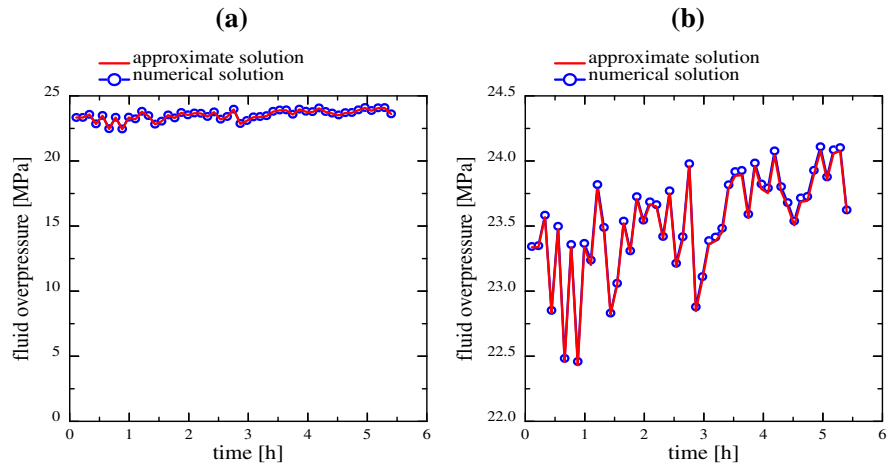 (a)
approximate solution
numerical solution
25
20
15
10
5
0
fluid overpressure [MPa]
0 1 2 3 4 5 6
time [h]
(b)
approximate solution
numerical solution
24.5
24.0
23.5
23.0
22.5
22.0
fluid overpressure [MPa]
0 1 2 3 4 5 6
time [h]